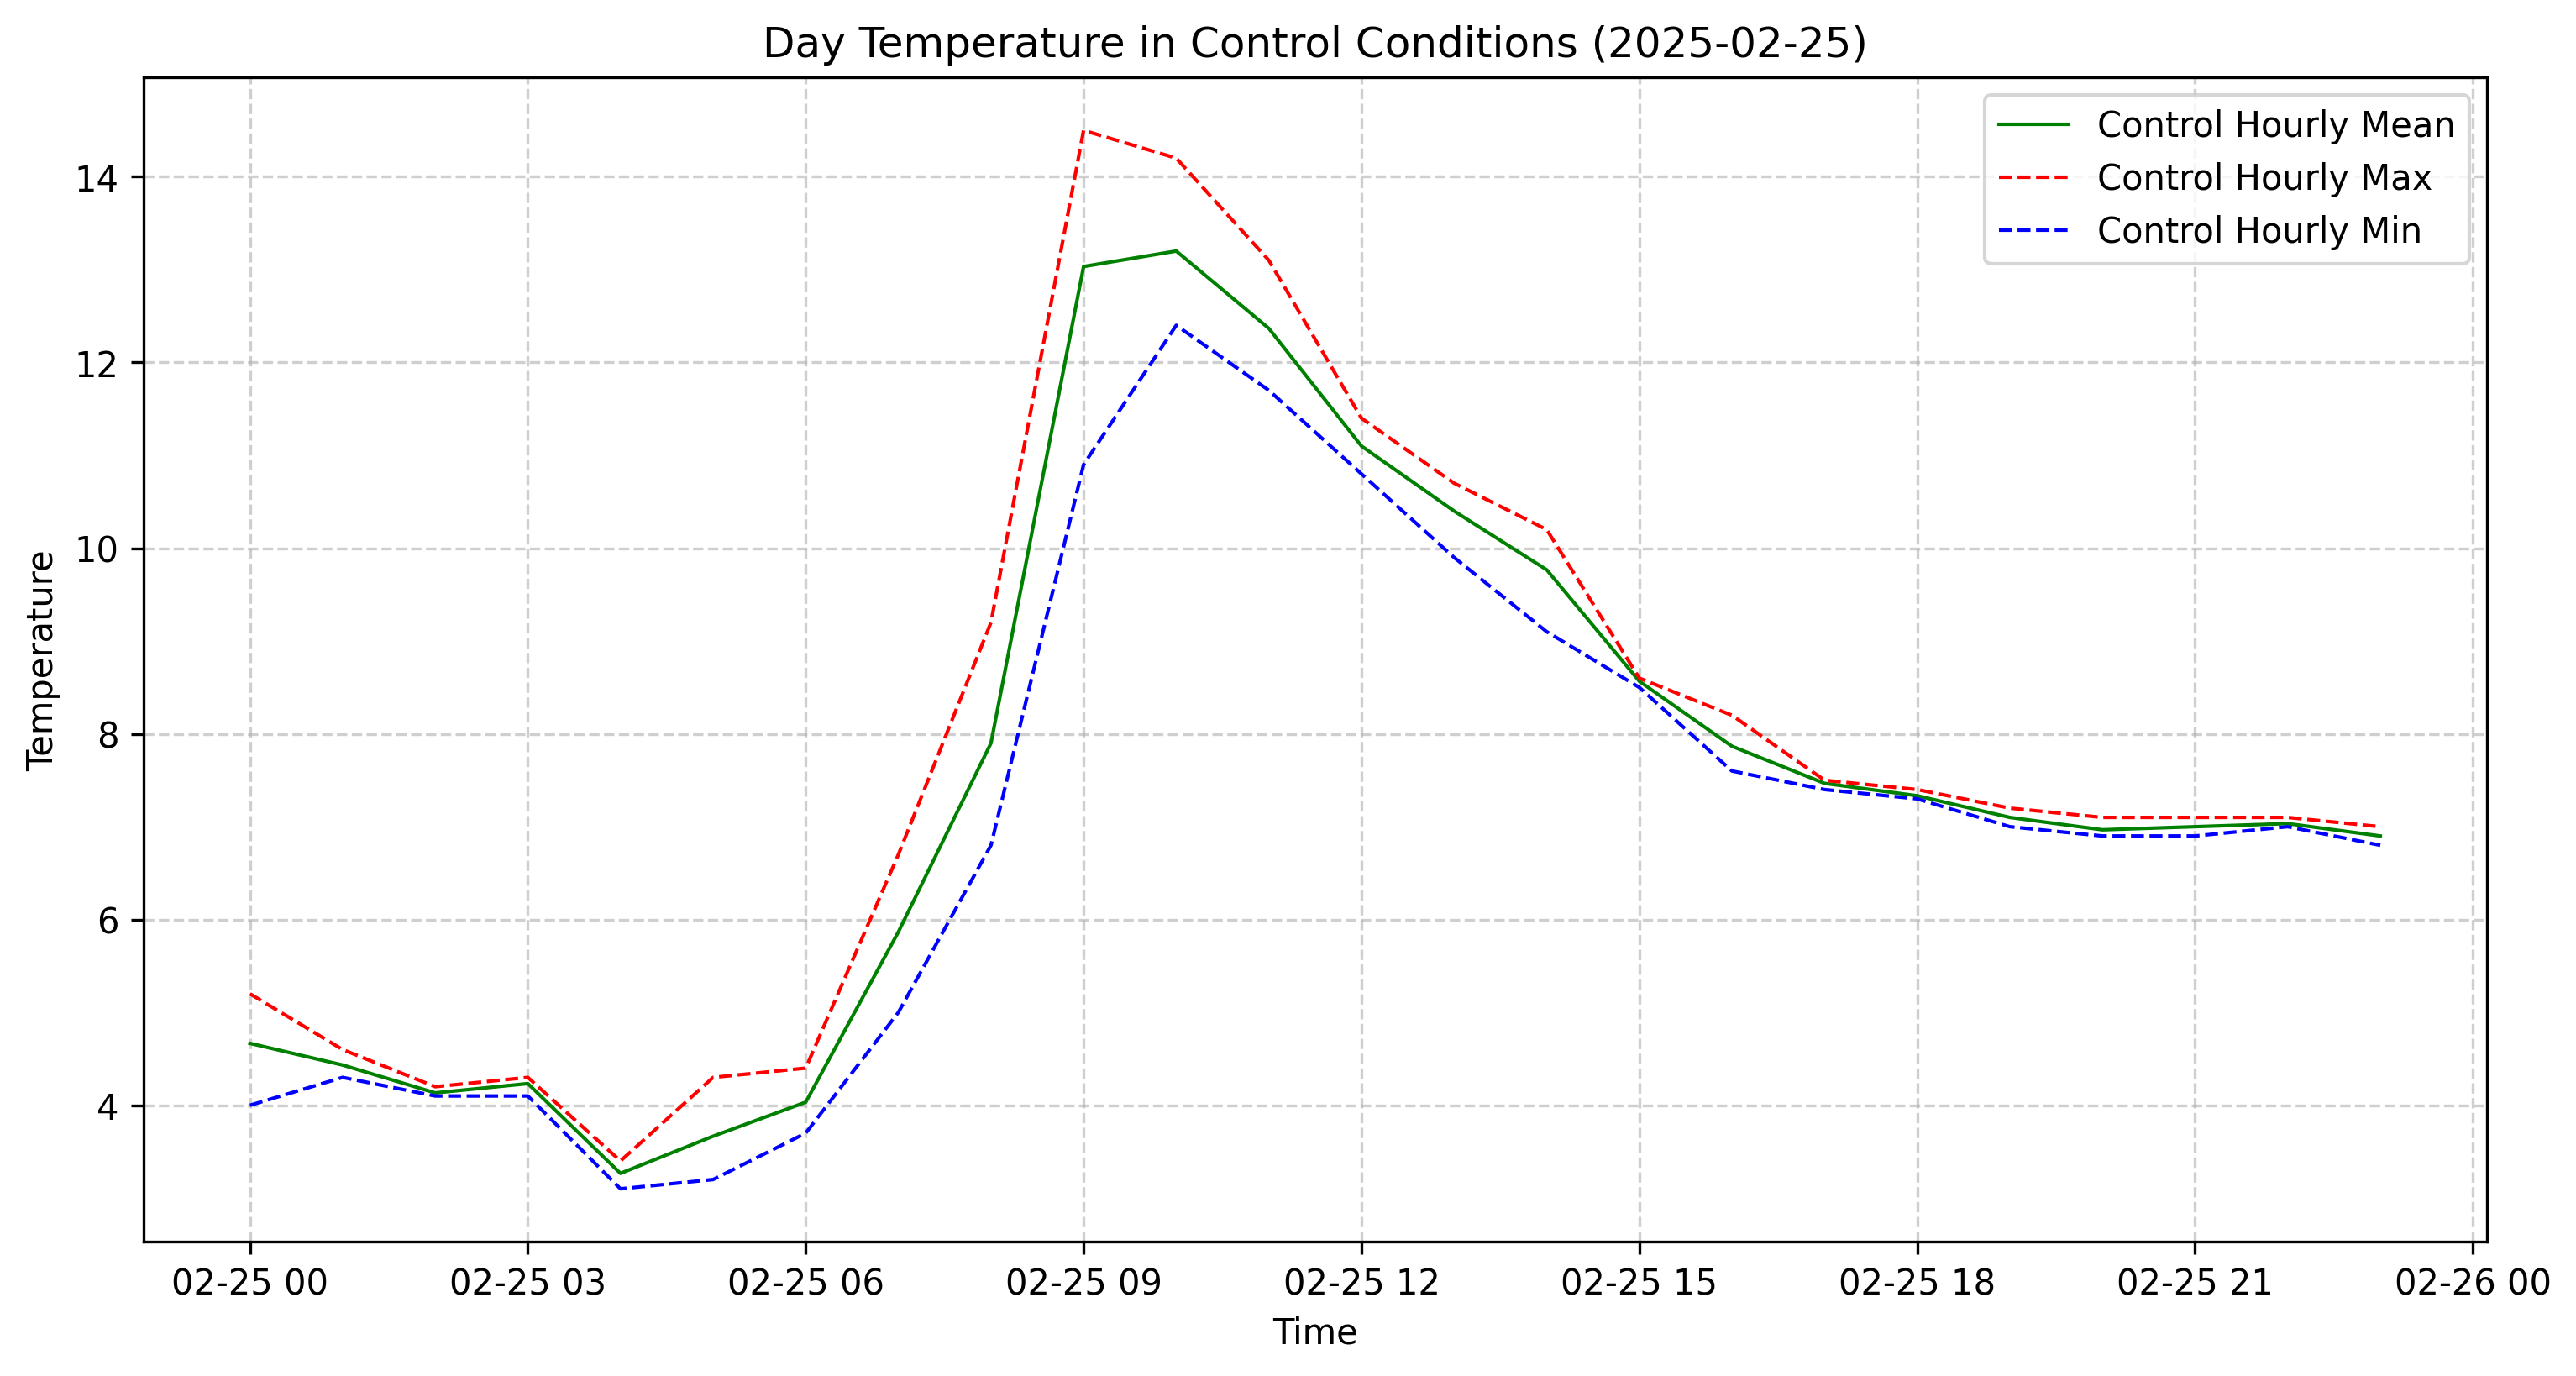 Day Temperature in Control Conditions (2025-02-25)
Control Hourly Mean
Control Hourly Max
Control Hourly Min
14
12
10
8
6
4
Temperature
02-25 00 02-25 03 02-25 06 02-25 09 02-25 12 02-25 15 02-25 18 02-25 21 02-26 00
Time